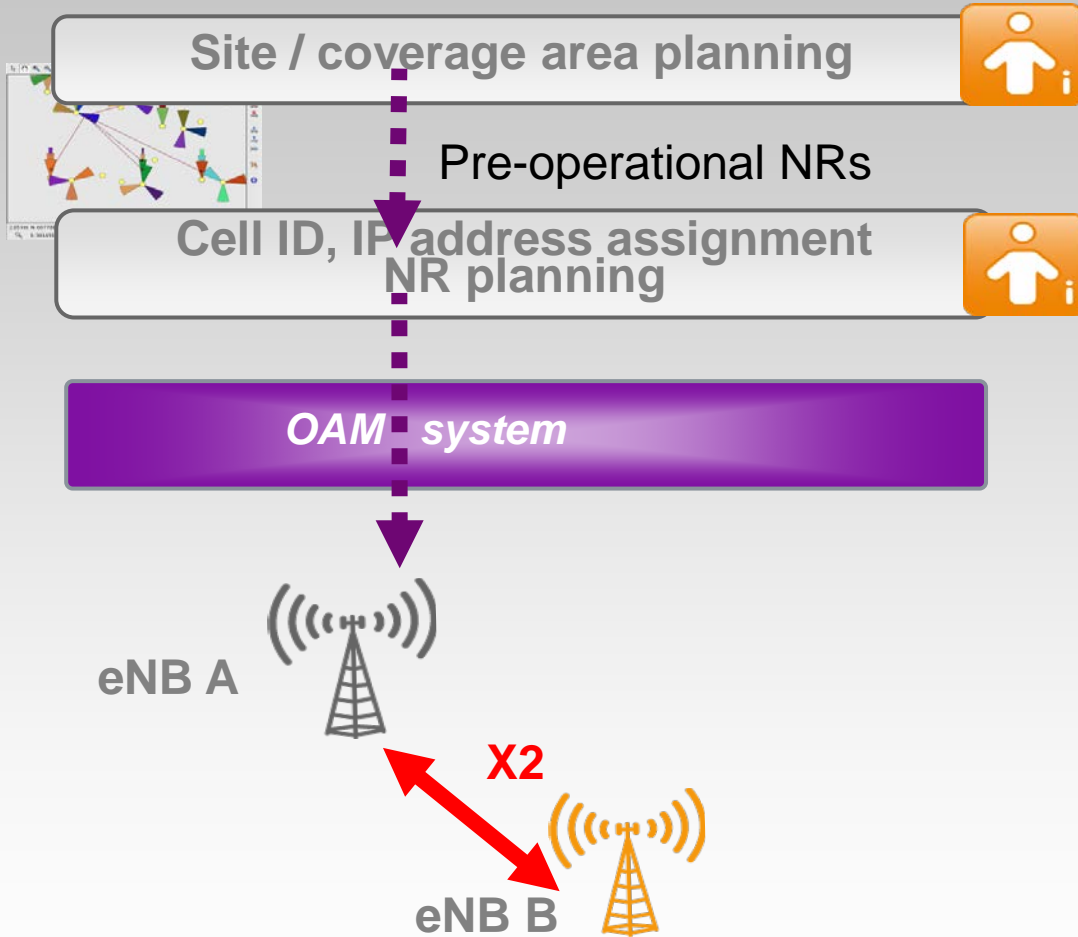 Site / coverage area planning
i
Pre-operational NRs
Cell ID, IP address assignment
NR planning
i
OAM system
eNB A
X2
eNB B